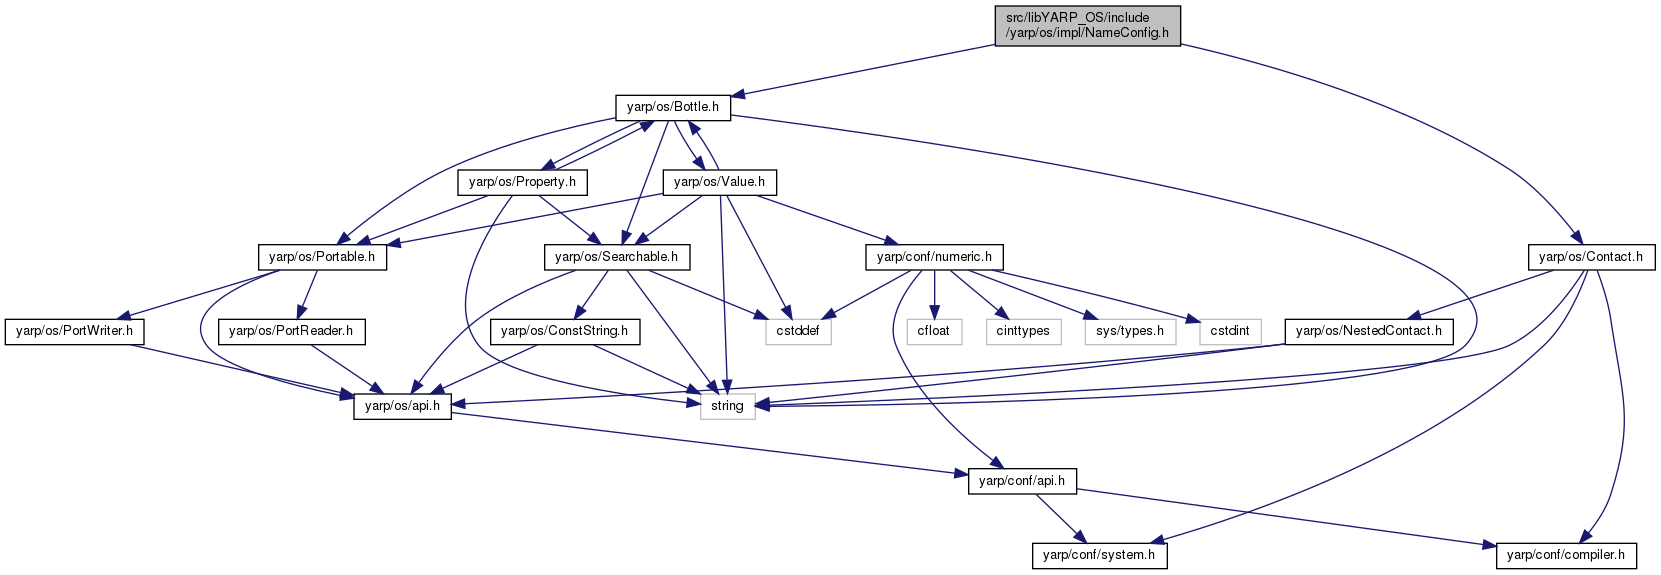 src/libYARP_OS/include
/yarp/os/impl/NameConfig.h
yarp/os/Bottle.h
yarp/os/Property.h
yarp/os/Value.h
yarp/os/Portable.h
yarp/os/Searchable.h
yarp/conf/numeric.h
yarp/os/Contact.h
yarp/os/PortWriter.h
yarp/os/PortReader.h
yarp/os/ConstString.h
cstddef
cfloat
cinttypes
sys/types.h
cstdint
yarp/os/NestedContact.h
yarp/os/api.h
string
yarp/conf/api.h
yarp/conf/system.h
yarp/conf/compiler.h